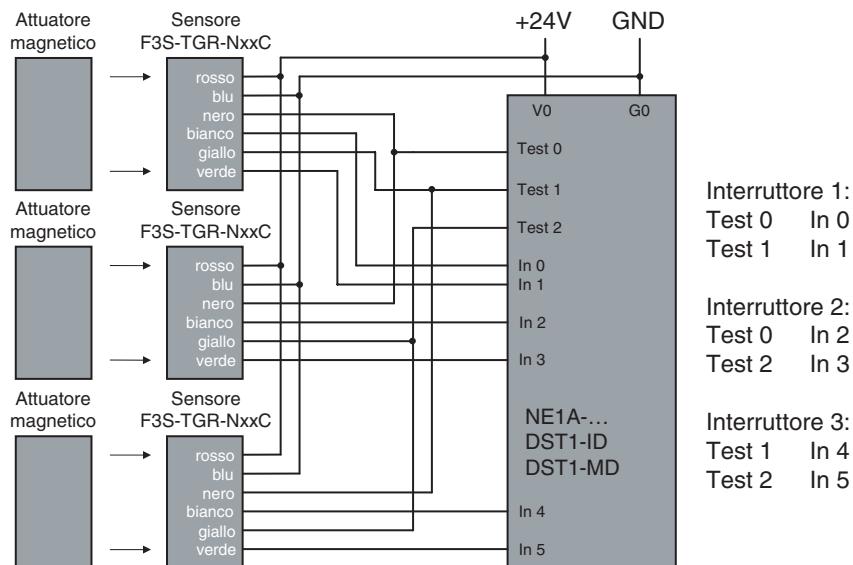 Attuatore
magnetico
Sensore
F3S-TGR-NxxC
rosso
blu
nero
bianco
giallo
verde
Attuatore
magnetico
Sensore
F3S-TGR-NxxC
rosso
blu
nero
bianco
giallo
verde
Attuatore
magnetico
Sensore
F3S-TGR-NxxC
rosso
blu
nero
bianco
giallo
verde
+24V GND
V0 G0
Test 0
Test 1
Test 2
In 0
In 1
In 2
In 3
NE1A-...
DST1-ID
DST1-MD
In 4
In 5
Interruttore 1:
Test 0 In 0
Test 1 In 1
Interruttore 2:
Test 0 In 2
Test 2 In 3
Interruttore 3:
Test 1 In 4
Test 2 In 5